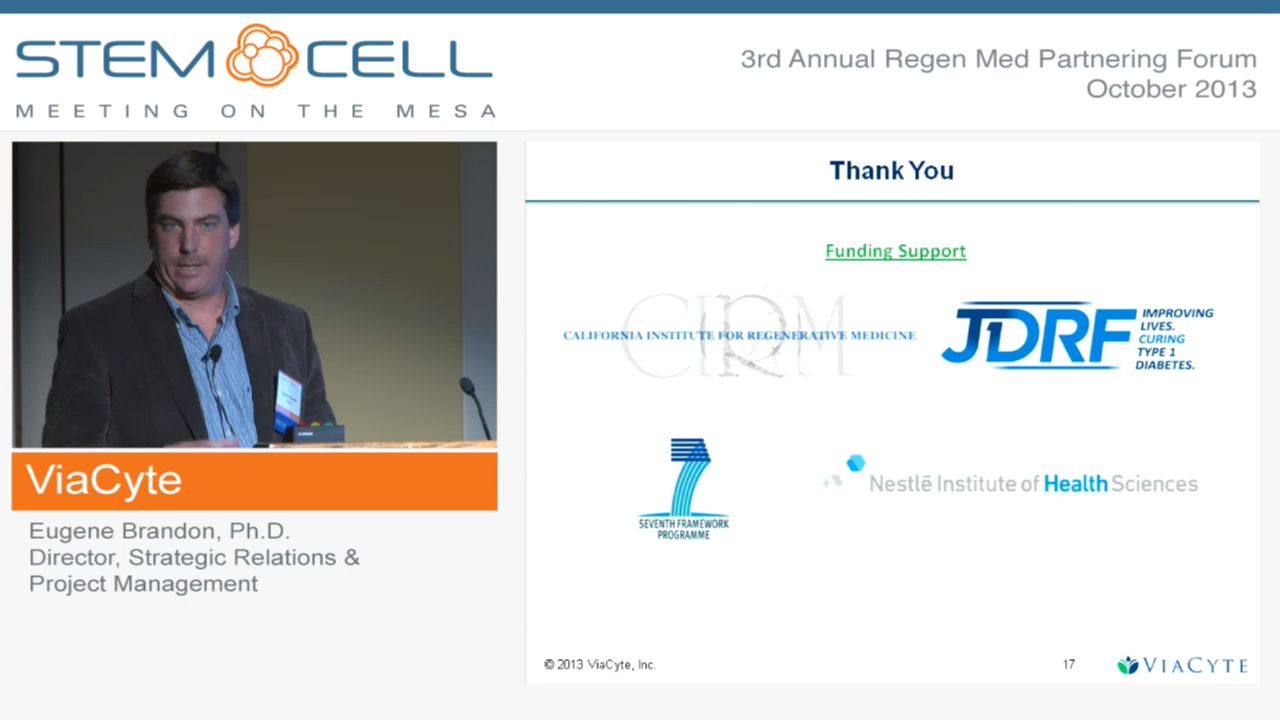 STEM CELL
MEETING ON THE MESA
3rd Annual Regen Med Partnering Forum
October 2013
ViaCyte
Eugene Brandon, Ph.D.
Director, Strategic Relations &
Project Management
Thank You
Funding Support
CIRM
CALIFORNIA INSTITUTE FOR REGENERATIVE MEDICINE
JDRF
IMPROVING
LIVES.
CURING
TYPE 1
DIABETES.
7
SEVENTH FRAMEWORK
PROGRAMME
Nestlē Institute of Health Sciences
© 2013 ViaCyte, Inc.
17
VIACYTE